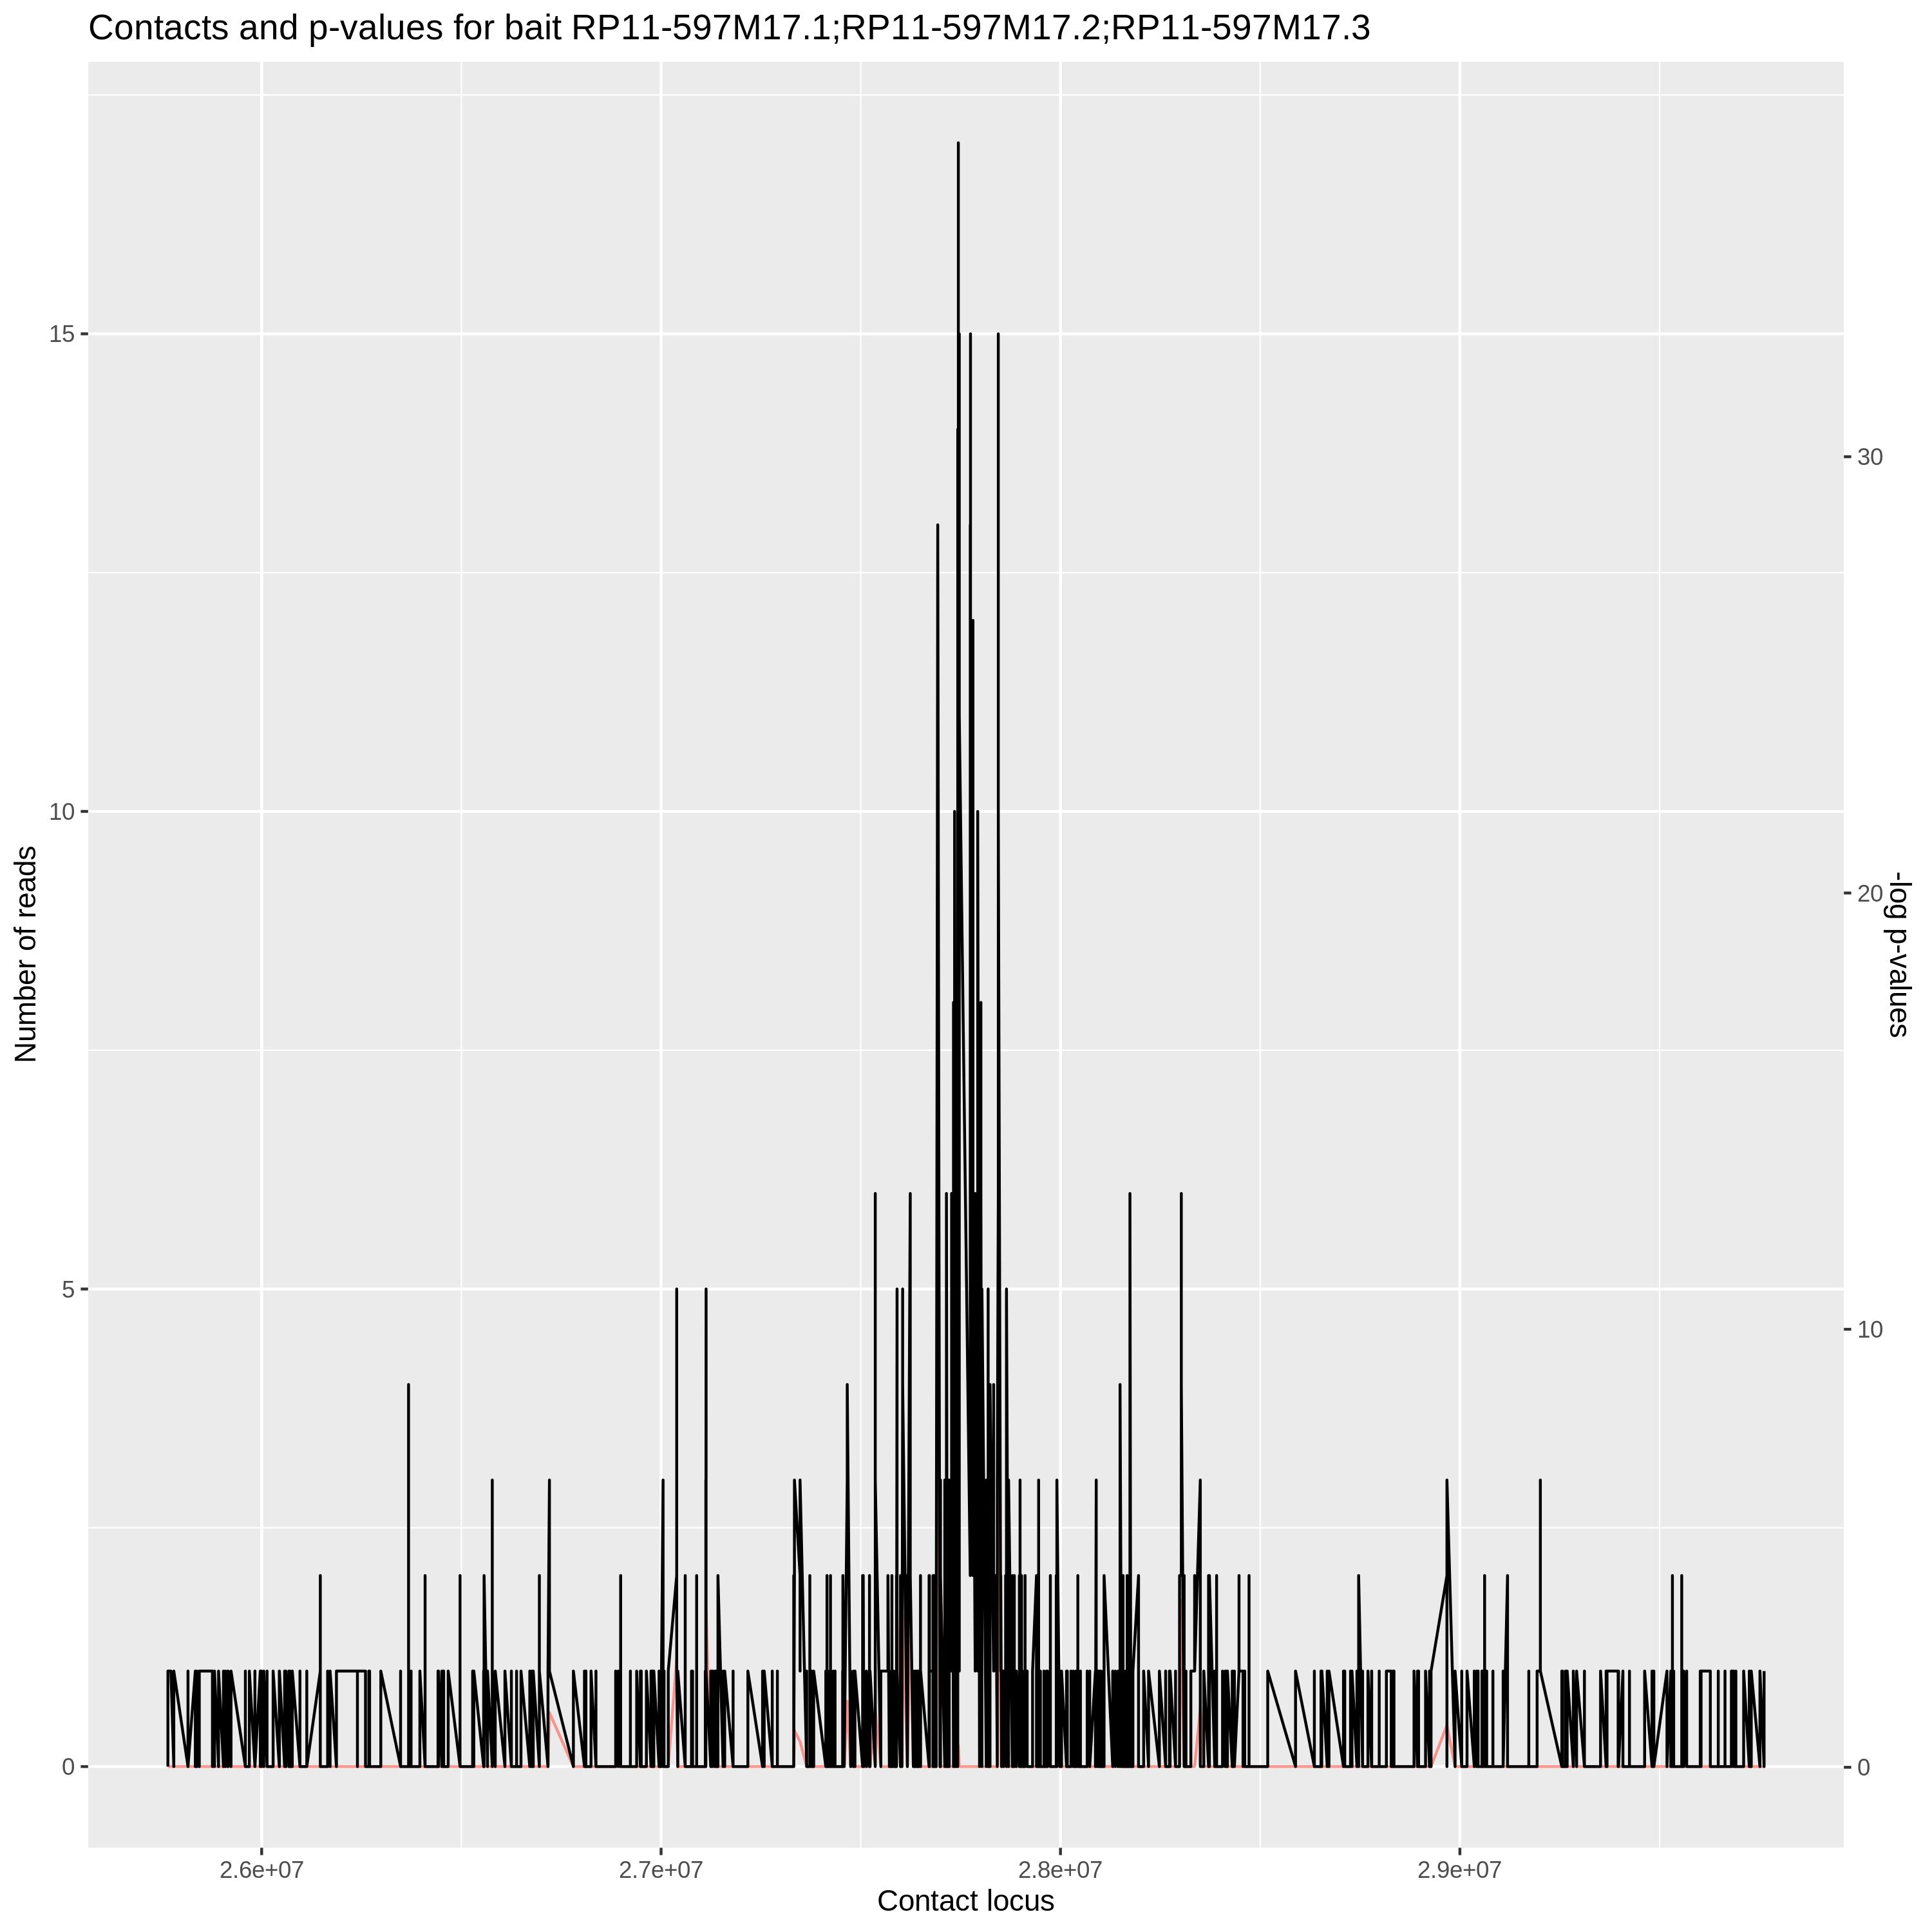 Contacts and p-values for bait RP11-597M17.1;RP11-597M17.2;RP11-597M17.3
15
10
5
0
Number of reads
30
20
10
0
-log p-values
2.6e+07 2.7e+07 2.8e+07 2.9e+07
Contact locus